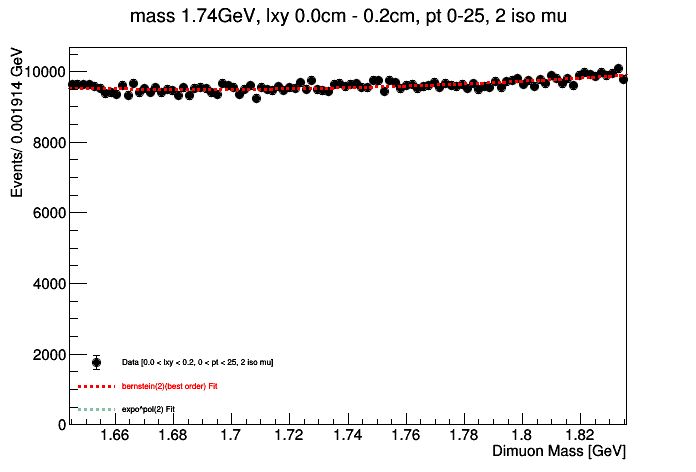 mass 1.74GeV, lxy 0.0cm - 0.2cm, pt 0-25, 2 iso mu
Events/ 0.001914 GeV
10000
8000
6000
4000
2000
0
Data [0.0 < lxy < 0.2, 0 < pt < 25, 2 iso mu]
bernstein(2)(best order) Fit
expo^pol(2) Fit
1.66 1.68 1.7 1.72 1.74 1.76 1.78 1.8 1.82
Dimuon Mass [GeV]